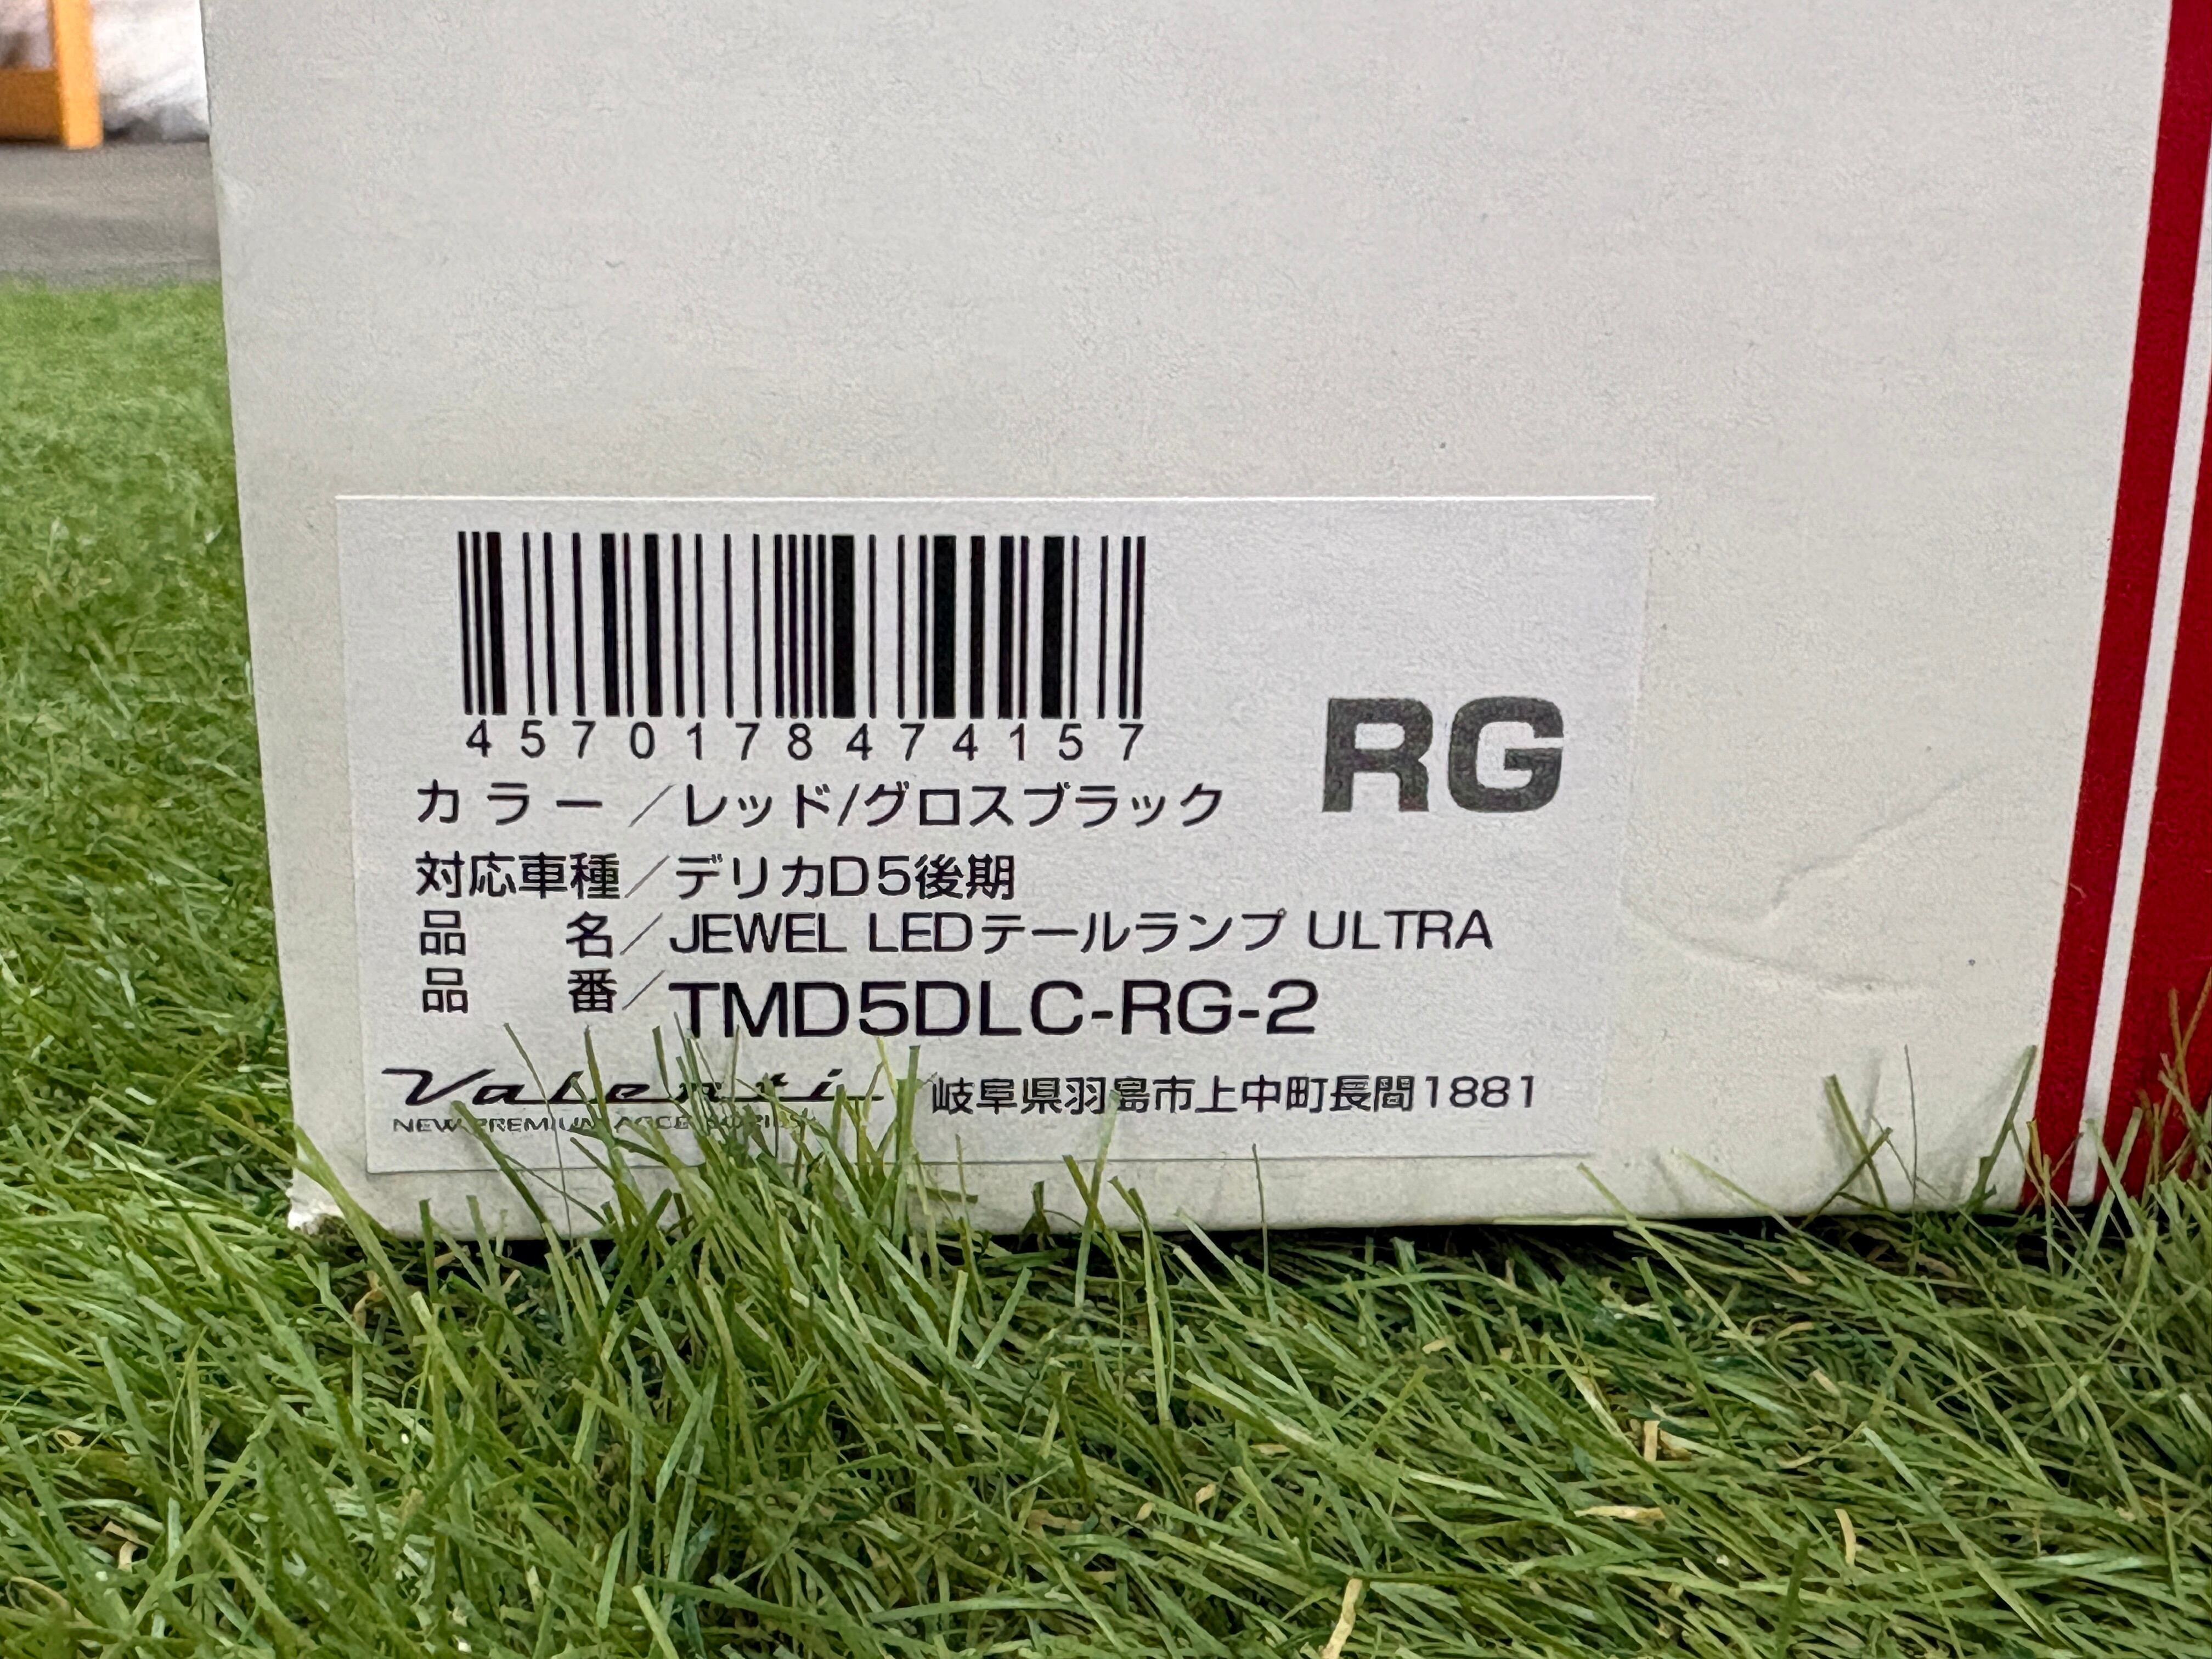 4570178474157
RG
カラー／レッド/グロスブラック
対応車種／デリカD5後期
品　　名／JEWEL LEDテールランプ ULTRA
品　　番／TMD5DLC-RG-2
Valenti 岐阜県羽島市上中町長間1881
NEW PREMIUM ACCESSORIES